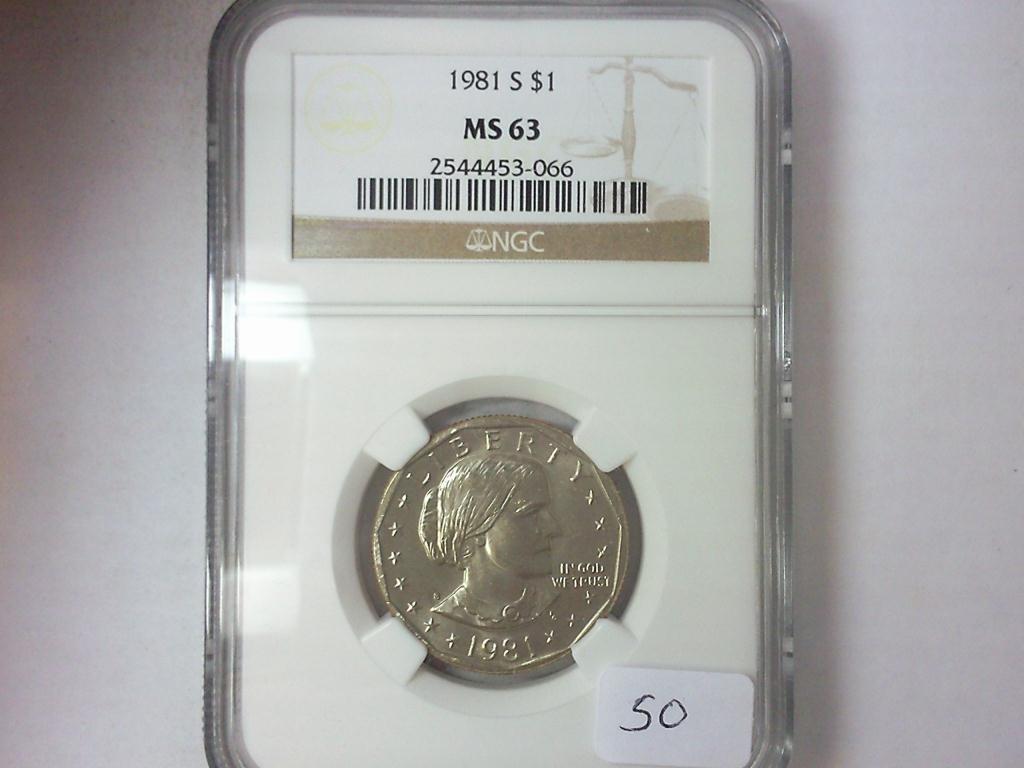 1981 S $1
MS 63
2544453-066
NGC
LIBERTY
IN GOD
WE TRUST
S
1981
50